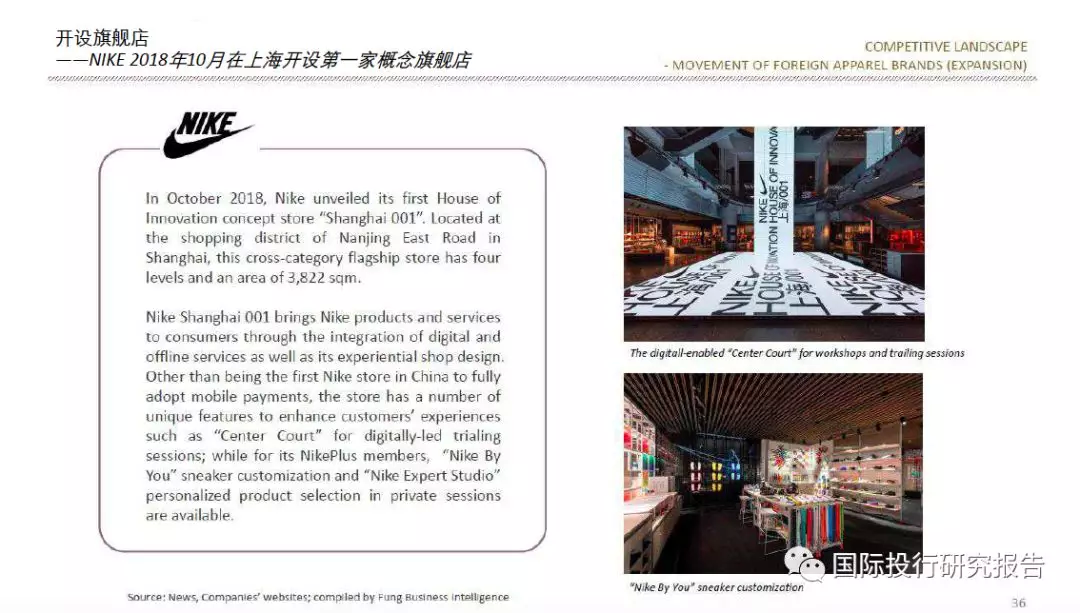 开设旗舰店
——NIKE 2018年10月在上海开设第一家概念旗舰店
COMPETITIVE LANDSCAPE
- MOVEMENT OF FOREIGN APPAREL BRANDS (EXPANSION)
NIKE
In October 2018, Nike unveiled its first House of
Innovation concept store “Shanghai 001”. Located at
the shopping district of Nanjing East Road in
Shanghai, this cross-category flagship store has four
levels and an area of 3,822 sqm.
Nike Shanghai 001 brings Nike products and services
to consumers through the integration of digital and
offline services as well as its experiential shop design.
Other than being the first Nike store in China to fully
adopt mobile payments, the store has a number of
unique features to enhance customers’ experiences
such as “Center Court” for digitally-led trialing
sessions; while for its NikePlus members, “Nike By
You” sneaker customization and “Nike Expert Studio”
personalized product selection in private sessions
are available.
NIKE
HOUSE OF INNOVA
上海/001
NIKE
HOUSE OF INNOVATION
上海/001
The digitall-enabled “Center Court” for workshops and trailing sessions
“Nike By You” sneaker customization
国际投行研究报告
Source: News, Companies’ websites; compiled by Fung Business Intelligence
36